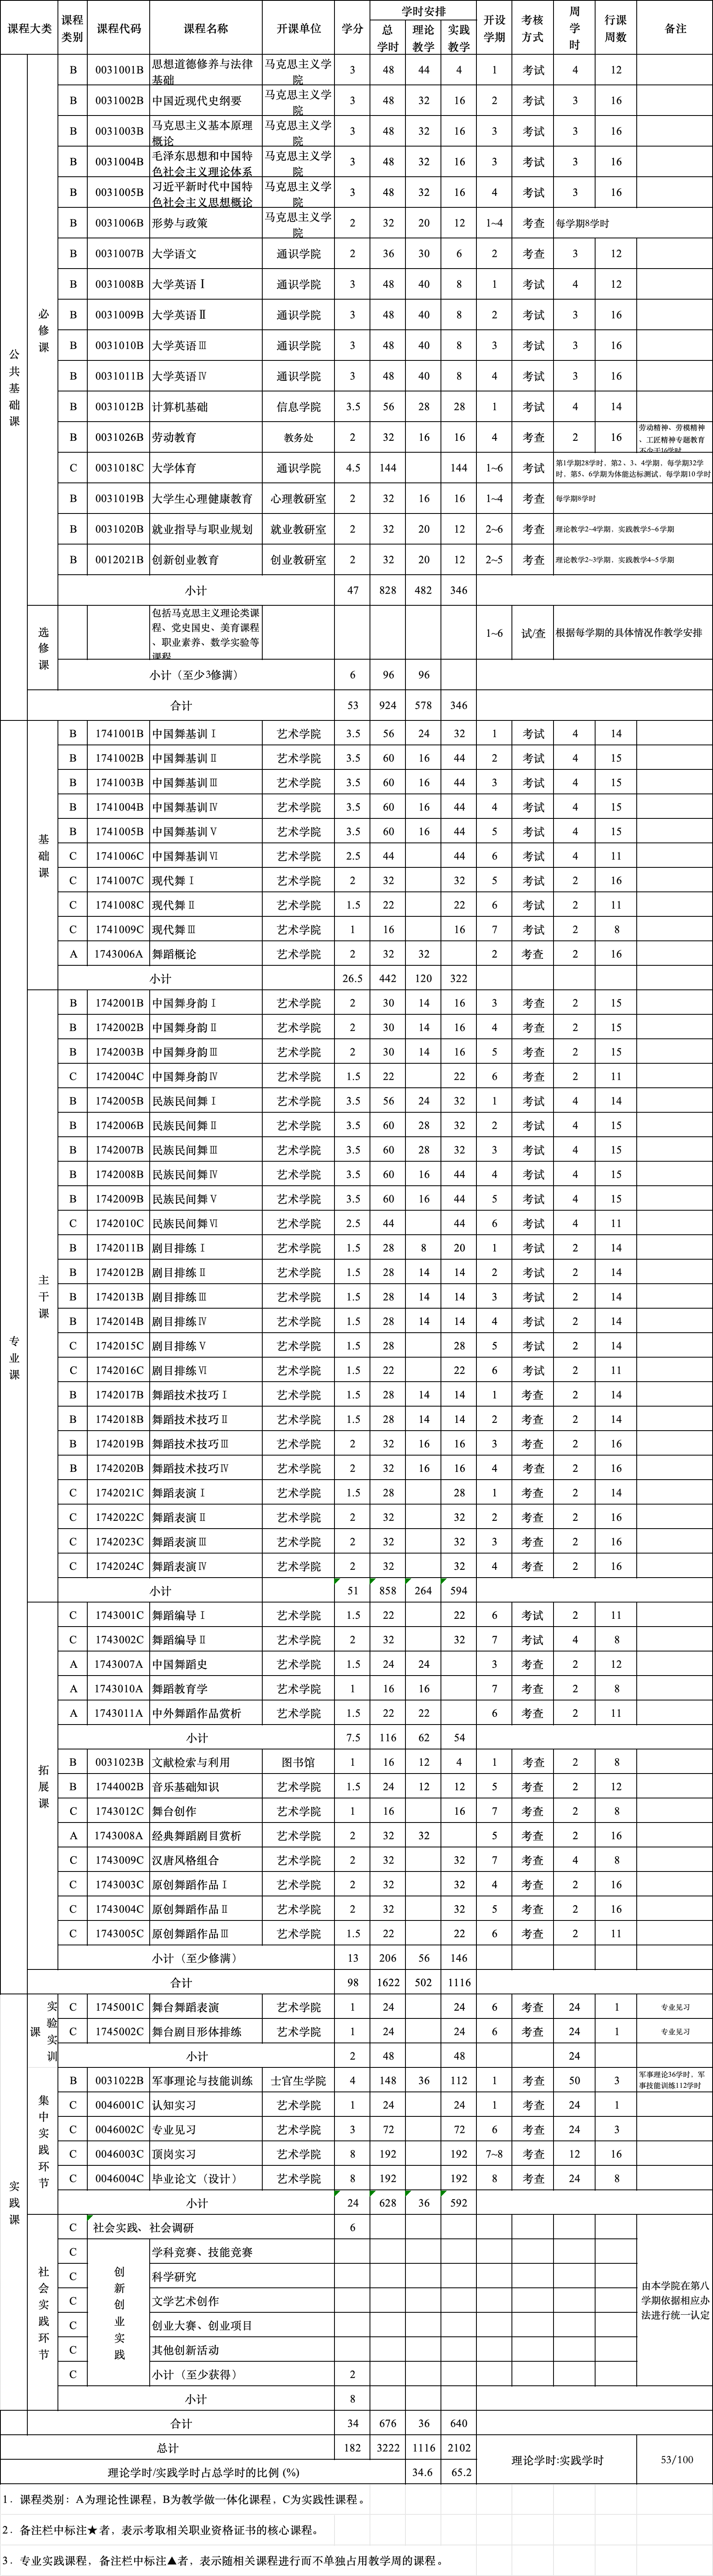 课程大类 课程类别 课程代码 课程名称 开课单位 学分 学时安排 开设学期 考核方式 周学时 行课周数 备注
总学时 理论教学 实践教学
公共基础课
必修课
B 0031001B 思想道德修养与法律基础 马克思主义学院 3 48 44 4 1 考试 4 12
B 0031002B 中国近现代史纲要 马克思主义学院 3 48 32 16 2 考试 3 16
B 0031003B 马克思主义基本原理概论 马克思主义学院 3 48 32 16 3 考试 3 16
B 0031004B 毛泽东思想和中国特色社会主义理论体系 马克思主义学院 3 48 32 16 3 考试 3 16
B 0031005B 习近平新时代中国特色社会主义思想概论 马克思主义学院 3 48 32 16 4 考试 3 16
B 0031006B 形势与政策 马克思主义学院 2 32 20 12 1~4 考查 每学期8学时
B 0031007B 大学语文 通识学院 2 36 30 6 2 考查 3 12
B 0031008B 大学英语Ⅰ 通识学院 3 48 40 8 1 考试 4 12
B 0031009B 大学英语Ⅱ 通识学院 3 48 40 8 2 考试 3 16
B 0031010B 大学英语Ⅲ 通识学院 3 48 40 8 3 考试 3 16
B 0031011B 大学英语Ⅳ 通识学院 3 48 40 8 4 考试 3 16
B 0031012B 计算机基础 信息学院 3.5 56 28 28 1 考试 4 14
B 0031026B 劳动教育 教务处 2 32 16 16 4 考查 2 16 劳动精神、劳模精神、工匠精神专题教育不少于16学时
C 0031018C 大学体育 通识学院 4.5 144 144 1~6 考试 第1学期28学时，第2、3、4学期，每学期32学时，第5、6学期为体能达标测试，每学期10学时
B 0031019B 大学生心理健康教育 心理教研室 2 32 16 16 1~4 考查 每学期8学时
B 0031020B 就业指导与职业规划 就业教研室 2 32 20 12 2~6 考查 理论教学2~4学期，实践教学5~6学期
B 0012021B 创新创业教育 创业教研室 2 32 20 12 2~5 考查 理论教学2~3学期，实践教学4~5学期
小计 47 828 482 346
选修课
包括马克思主义理论类课程、党史国史、美育课程、职业素养、数学实验等课程 1~6 试/查 根据每学期的具体情况作教学安排
小计（至少3修满） 6 96 96
合计 53 924 578 346
专业课
基础课
B 1741001B 中国舞基训Ⅰ 艺术学院 3.5 56 24 32 1 考试 4 14
B 1741002B 中国舞基训Ⅱ 艺术学院 3.5 60 16 44 2 考试 4 15
B 1741003B 中国舞基训Ⅲ 艺术学院 3.5 60 16 44 3 考试 4 15
B 1741004B 中国舞基训Ⅳ 艺术学院 3.5 60 16 44 4 考试 4 15
B 1741005B 中国舞基训Ⅴ 艺术学院 3.5 60 16 44 5 考试 4 15
C 1741006C 中国舞基训Ⅵ 艺术学院 2.5 44 44 6 考试 4 11
C 1741007C 现代舞Ⅰ 艺术学院 2 32 32 5 考试 2 16
C 1741008C 现代舞Ⅱ 艺术学院 1.5 22 22 6 考试 2 11
C 1741009C 现代舞Ⅲ 艺术学院 1 16 16 7 考试 2 8
A 1743006A 舞蹈概论 艺术学院 2 32 32 2 考查 2 16
小计 26.5 442 120 322
主干课
B 1742001B 中国舞身韵Ⅰ 艺术学院 2 30 14 16 3 考查 2 15
B 1742002B 中国舞身韵Ⅱ 艺术学院 2 30 14 16 4 考查 2 15
B 1742003B 中国舞身韵Ⅲ 艺术学院 2 30 14 16 5 考查 2 15
C 1742004C 中国舞身韵Ⅳ 艺术学院 1.5 22 22 6 考查 2 11
B 1742005B 民族民间舞Ⅰ 艺术学院 3.5 56 24 32 1 考试 4 14
B 1742006B 民族民间舞Ⅱ 艺术学院 3.5 60 28 32 2 考试 4 15
B 1742007B 民族民间舞Ⅲ 艺术学院 3.5 60 28 32 3 考试 4 15
B 1742008B 民族民间舞Ⅳ 艺术学院 3.5 60 16 44 4 考试 4 15
B 1742009B 民族民间舞Ⅴ 艺术学院 3.5 60 16 44 5 考试 4 15
C 1742010C 民族民间舞Ⅵ 艺术学院 2.5 44 44 6 考试 4 11
B 1742011B 剧目排练Ⅰ 艺术学院 1.5 28 8 20 1 考试 2 14
B 1742012B 剧目排练Ⅱ 艺术学院 1.5 28 14 14 2 考试 2 14
B 1742013B 剧目排练Ⅲ 艺术学院 1.5 28 14 14 3 考试 2 14
B 1742014B 剧目排练Ⅳ 艺术学院 1.5 28 14 14 4 考试 2 14
C 1742015C 剧目排练Ⅴ 艺术学院 1.5 28 28 5 考试 2 14
C 1742016C 剧目排练Ⅵ 艺术学院 1.5 22 22 6 考试 2 11
B 1742017B 舞蹈技术技巧Ⅰ 艺术学院 1.5 28 14 14 1 考查 2 14
B 1742018B 舞蹈技术技巧Ⅱ 艺术学院 1.5 28 14 14 2 考查 2 14
B 1742019B 舞蹈技术技巧Ⅲ 艺术学院 2 32 16 16 3 考查 2 16
B 1742020B 舞蹈技术技巧Ⅳ 艺术学院 2 32 16 16 4 考查 2 16
C 1742021C 舞蹈表演Ⅰ 艺术学院 1.5 28 28 1 考查 2 14
C 1742022C 舞蹈表演Ⅱ 艺术学院 2 32 32 2 考查 2 16
C 1742023C 舞蹈表演Ⅲ 艺术学院 2 32 32 3 考查 2 16
C 1742024C 舞蹈表演Ⅳ 艺术学院 2 32 32 4 考查 2 16
小计 51 858 264 594
拓展课
C 1743001C 舞蹈编导Ⅰ 艺术学院 1.5 22 22 6 考试 2 11
C 1743002C 舞蹈编导Ⅱ 艺术学院 2 32 32 7 考试 4 8
A 1743007A 中国舞蹈史 艺术学院 1.5 24 24 3 考查 2 12
A 1743010A 舞蹈教育学 艺术学院 1 16 16 7 考查 2 8
A 1743011A 中外舞蹈作品赏析 艺术学院 1.5 22 22 6 考查 2 11
小计 7.5 116 62 54
B 0031023B 文献检索与利用 图书馆 1 16 12 4 1 考查 2 8
B 1744002B 音乐基础知识 艺术学院 1.5 24 12 12 5 考查 2 12
C 1743012C 舞台创作 艺术学院 1 16 16 7 考查 2 8
A 1743008A 经典舞蹈剧目赏析 艺术学院 2 32 32 5 考查 2 16
C 1743009C 汉唐风格组合 艺术学院 2 32 32 7 考查 4 8
C 1743003C 原创舞蹈作品Ⅰ 艺术学院 2 32 32 4 考查 2 16
C 1743004C 原创舞蹈作品Ⅱ 艺术学院 2 32 32 5 考查 2 16
C 1743005C 原创舞蹈作品Ⅲ 艺术学院 1.5 22 22 6 考查 2 11
小计（至少修满） 13 206 56 146
合计 98 1622 502 1116
实践课
实验实训课
C 1745001C 舞台舞蹈表演 艺术学院 1 24 24 6 考查 24 1 专业见习
C 1745002C 舞台剧目形体排练 艺术学院 1 24 24 6 考查 24 1 专业见习
小计 2 48 48 24
集中实践环节
B 0031022B 军事理论与技能训练 士官生学院 4 148 36 112 1 考查 50 3 军事理论36学时，军事技能训练112学时
C 0046001C 认知实习 艺术学院 1 24 24 1 考查 24 1
C 0046002C 专业见习 艺术学院 3 72 72 6 考查 24 3
C 0046003C 顶岗实习 艺术学院 8 192 192 7~8 考查 12 16
C 0046004C 毕业论文（设计） 艺术学院 8 192 192 8 考查 24 8
小计 24 628 36 592
社会实践环节
C 社会实践、社会调研 6 由本学院在第八学期依据相应办法进行统一认定
创新创业实践
C 学科竞赛、技能竞赛
C 科学研究
C 文学艺术创作
C 创业大赛、创业项目
C 其他创新活动
C 小计（至少获得） 2
小计 8
合计 34 676 36 640
总计 182 3222 1116 2102 理论学时:实践学时 53/100
理论学时/实践学时占总学时的比例 (%) 34.6 65.2
1. 课程类别：A为理论性课程，B为教学做一体化课程，C为实践性课程。
2. 备注栏中标注★者，表示考取相关职业资格证书的核心课程。
3. 专业实践课程，备注栏中标注▲者，表示随相关课程进行而不单独占用教学周的课程。